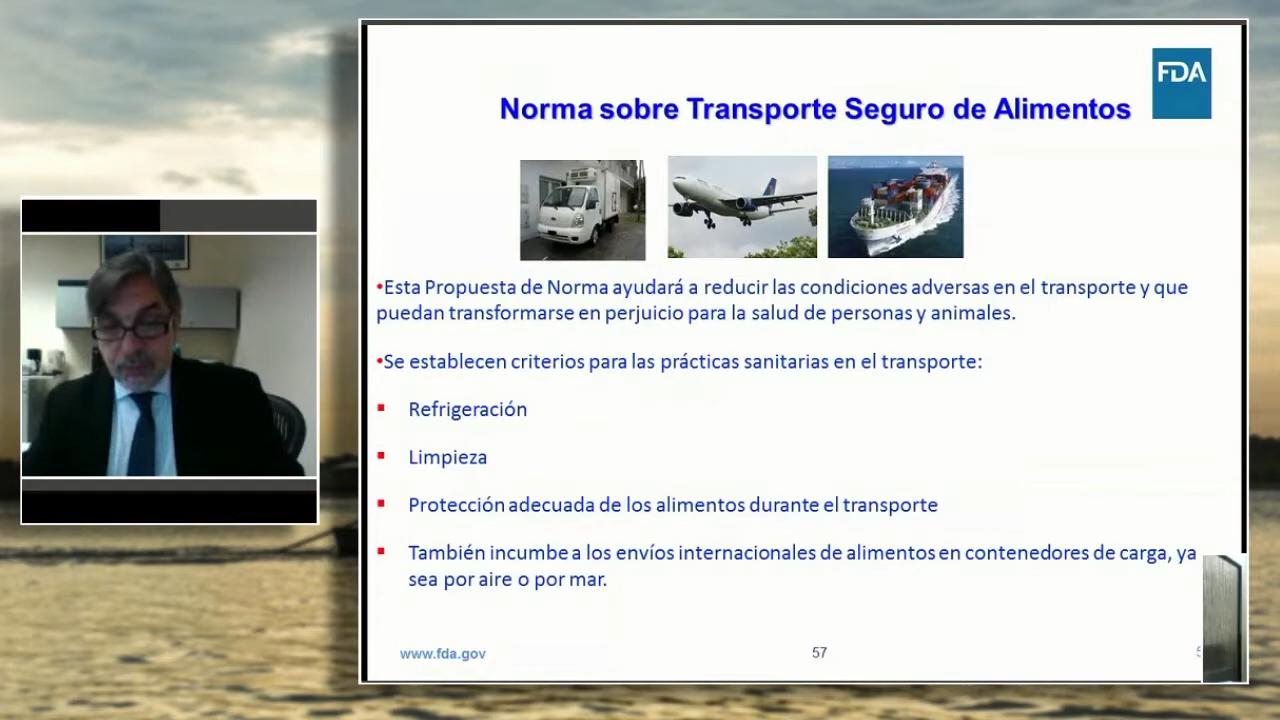 FDA
Norma sobre Transporte Seguro de Alimentos
•Esta Propuesta de Norma ayudará a reducir las condiciones adversas en el transporte y que
puedan transformarse en perjuicio para la salud de personas y animales.
•Se establecen criterios para las prácticas sanitarias en el transporte:
▪ Refrigeración
▪ Limpieza
▪ Protección adecuada de los alimentos durante el transporte
▪ También incumbe a los envíos internacionales de alimentos en contenedores de carga, ya
sea por aire o por mar.
www.fda.gov
57